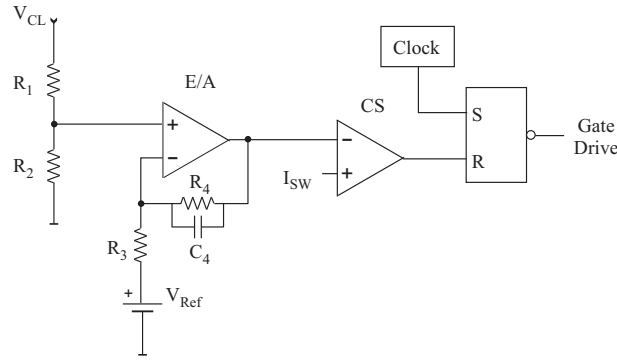 V_CL
Clock
R_1
E/A
CS
+
S
Gate
Drive
R_2
−
−
R
R_4
I_SW
+
R_3
C_4
+
V_Ref